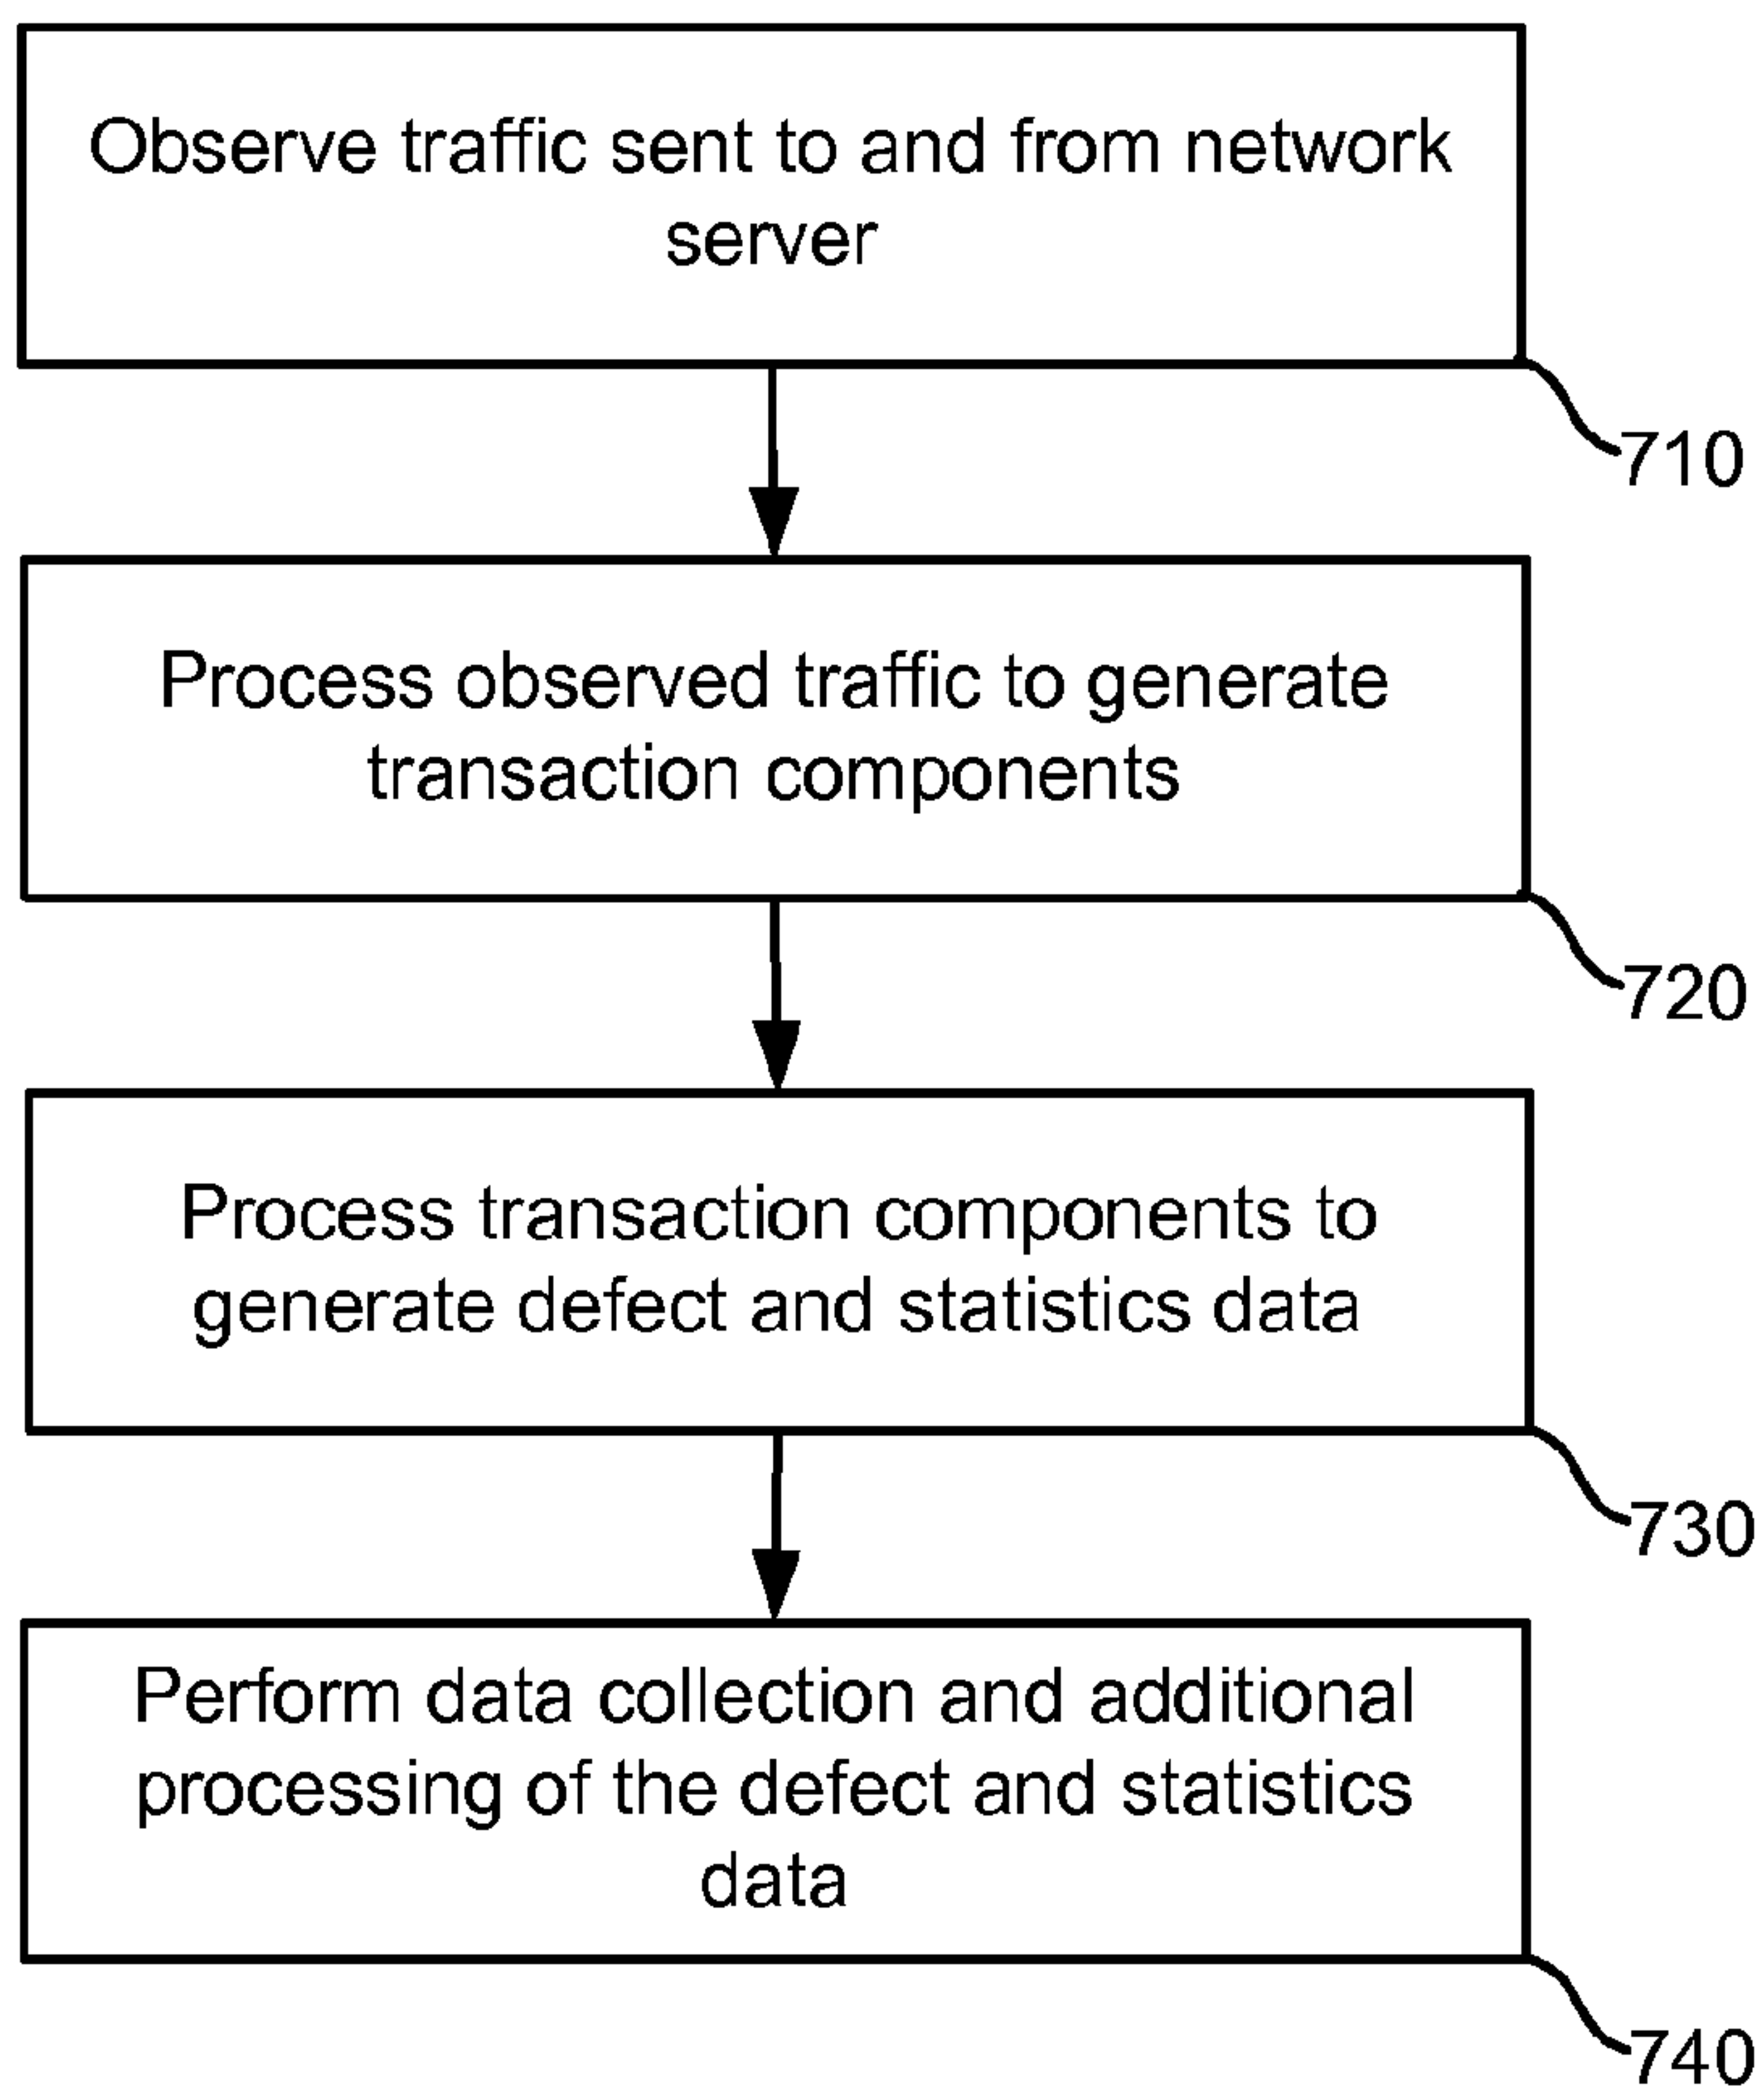 Observe traffic sent to and from network
server
710
Process observed traffic to generate
transaction components
720
Process transaction components to
generate defect and statistics data
730
Perform data collection and additional
processing of the defect and statistics
data
740